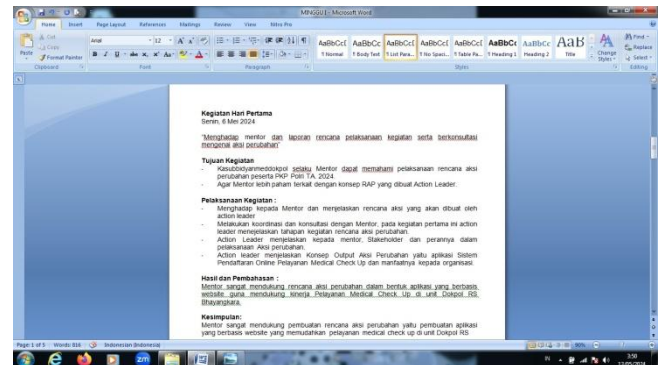 MINGGU1 - Microsoft Word
Home Insert Page Layout References Mailings Review View Nitro Pro
Cut
Copy
Paste
Format Painter
Clipboard
Arial
12
Font
Paragraph
AaBbCcI AaBbCc AaBbCcI AaBbCcI AaBbCcI AaBbCc AaBbCc AaB
Normal Body Text List Para... No Spaci... Table Pa... Heading 1 Heading 2 Title
Change Styles
Styles
Find
Replace
Select
Editing
Kegiatan Hari Pertama
Senin, 6 Mei 2024
"Menghadap mentor dan laporan rencana pelaksanaan kegiatan serta berkonsultasi
mengenai aksi perubahan"
Tujuan Kegiatan
- Kasubbidyanmeddokpol selaku Mentor dapat memahami pelaksanaan rencana aksi
perubahan peserta PKP Polri TA. 2024
- Agar Mentor lebih paham terkait dengan konsep RAP yang dibuat Action Leader.
Pelaksanaan Kegiatan :
- Menghadap kepada Mentor dan menjelaskan rencana aksi yang akan dibuat oleh
action leader
- Melakukan koordinasi dan konsultasi dengan Mentor, pada kegiatan pertama ini action
leader menejelaskan tahapan kegiatan rencana aksi perubahan.
- Action Leader menjelaskan kepada mentor, Stakeholder dan perannya dalam
pelaksanaan Aksi perubahan.
- Action leader menjelaskan Konsep Output Aksi Perubahan yaitu aplikasi Sistem
Pendaftaran Online Pelayanan Medical Check Up dan manfaatnya kepada organisasi.
Hasil dan Pembahasan :
Mentor sangat mendukung rencana aksi perubahan dalam bentuk aplikasi yang berbasis
website guna mendukung kinerja Pelayanan Medical Check Up di unit Dokpol RS
Bhayangkara.
Kesimpulan:
Mentor sangat mendukung pembuatan rencana aksi perubahan yaitu pembuatan aplikasi
yang berbasis website yang memudahkan pelayanan medical check up di unit Dokpol RS
Page: 1 of 5 Words: 816 Indonesian (Indonesia)
90%
zm
IN
3:50
13/05/2024